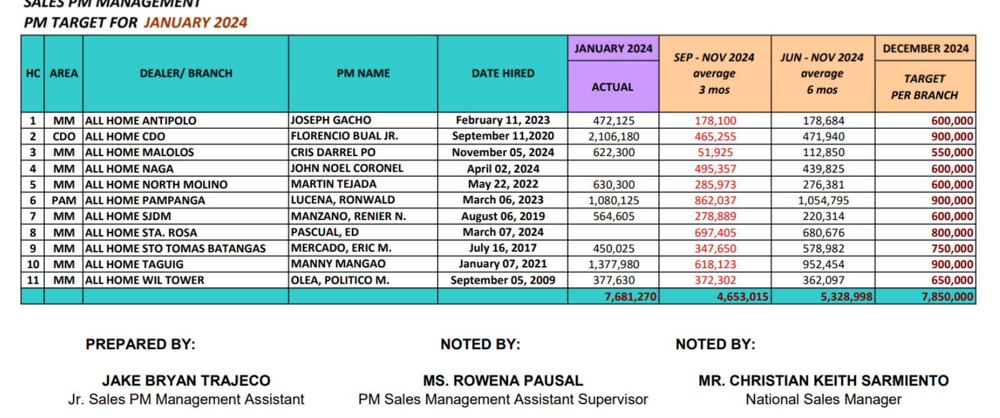 SALES PM MANAGEMENT
PM TARGET FOR JANUARY 2024
HC AREA DEALER/ BRANCH PM NAME DATE HIRED JANUARY 2024 ACTUAL SEP - NOV 2024 average 3 mos JUN - NOV 2024 average 6 mos DECEMBER 2024 TARGET PER BRANCH
1 MM ALL HOME ANTIPOLO JOSEPH GACHO February 11, 2023 472,125 178,100 178,684 600,000
2 CDO ALL HOME CDO FLORENCIO BUAL JR. September 11,2020 2,106,180 465,255 471,940 900,000
3 MM ALL HOME MALOLOS CRIS DARREL PO November 05, 2024 622,300 51,925 112,850 550,000
4 MM ALL HOME NAGA JOHN NOEL CORONEL April 02, 2024 495,357 439,825 600,000
5 MM ALL HOME NORTH MOLINO MARTIN TEJADA May 22, 2022 630,300 285,973 276,381 600,000
6 PAM ALL HOME PAMPANGA LUCENA, RONWALD March 06, 2023 1,080,125 862,037 1,054,795 900,000
7 MM ALL HOME SJDM MANZANO, RENIER N. August 06, 2019 564,605 278,889 220,314 600,000
8 MM ALL HOME STA. ROSA PASCUAL, ED March 07, 2024 697,405 680,676 800,000
9 MM ALL HOME STO TOMAS BATANGAS MERCADO, ERIC M. July 16, 2017 450,025 347,650 578,982 750,000
10 MM ALL HOME TAGUIG MANNY MANGAO January 07, 2021 1,377,980 618,123 952,454 900,000
11 MM ALL HOME WIL TOWER OLEA, POLITICO M. September 05, 2009 377,630 372,302 362,097 650,000
7,681,270 4,653,015 5,328,998 7,850,000
PREPARED BY: NOTED BY: NOTED BY:
JAKE BRYAN TRAJECO MS. ROWENA PAUSAL MR. CHRISTIAN KEITH SARMIENTO
Jr. Sales PM Management Assistant PM Sales Management Assistant Supervisor National Sales Manager